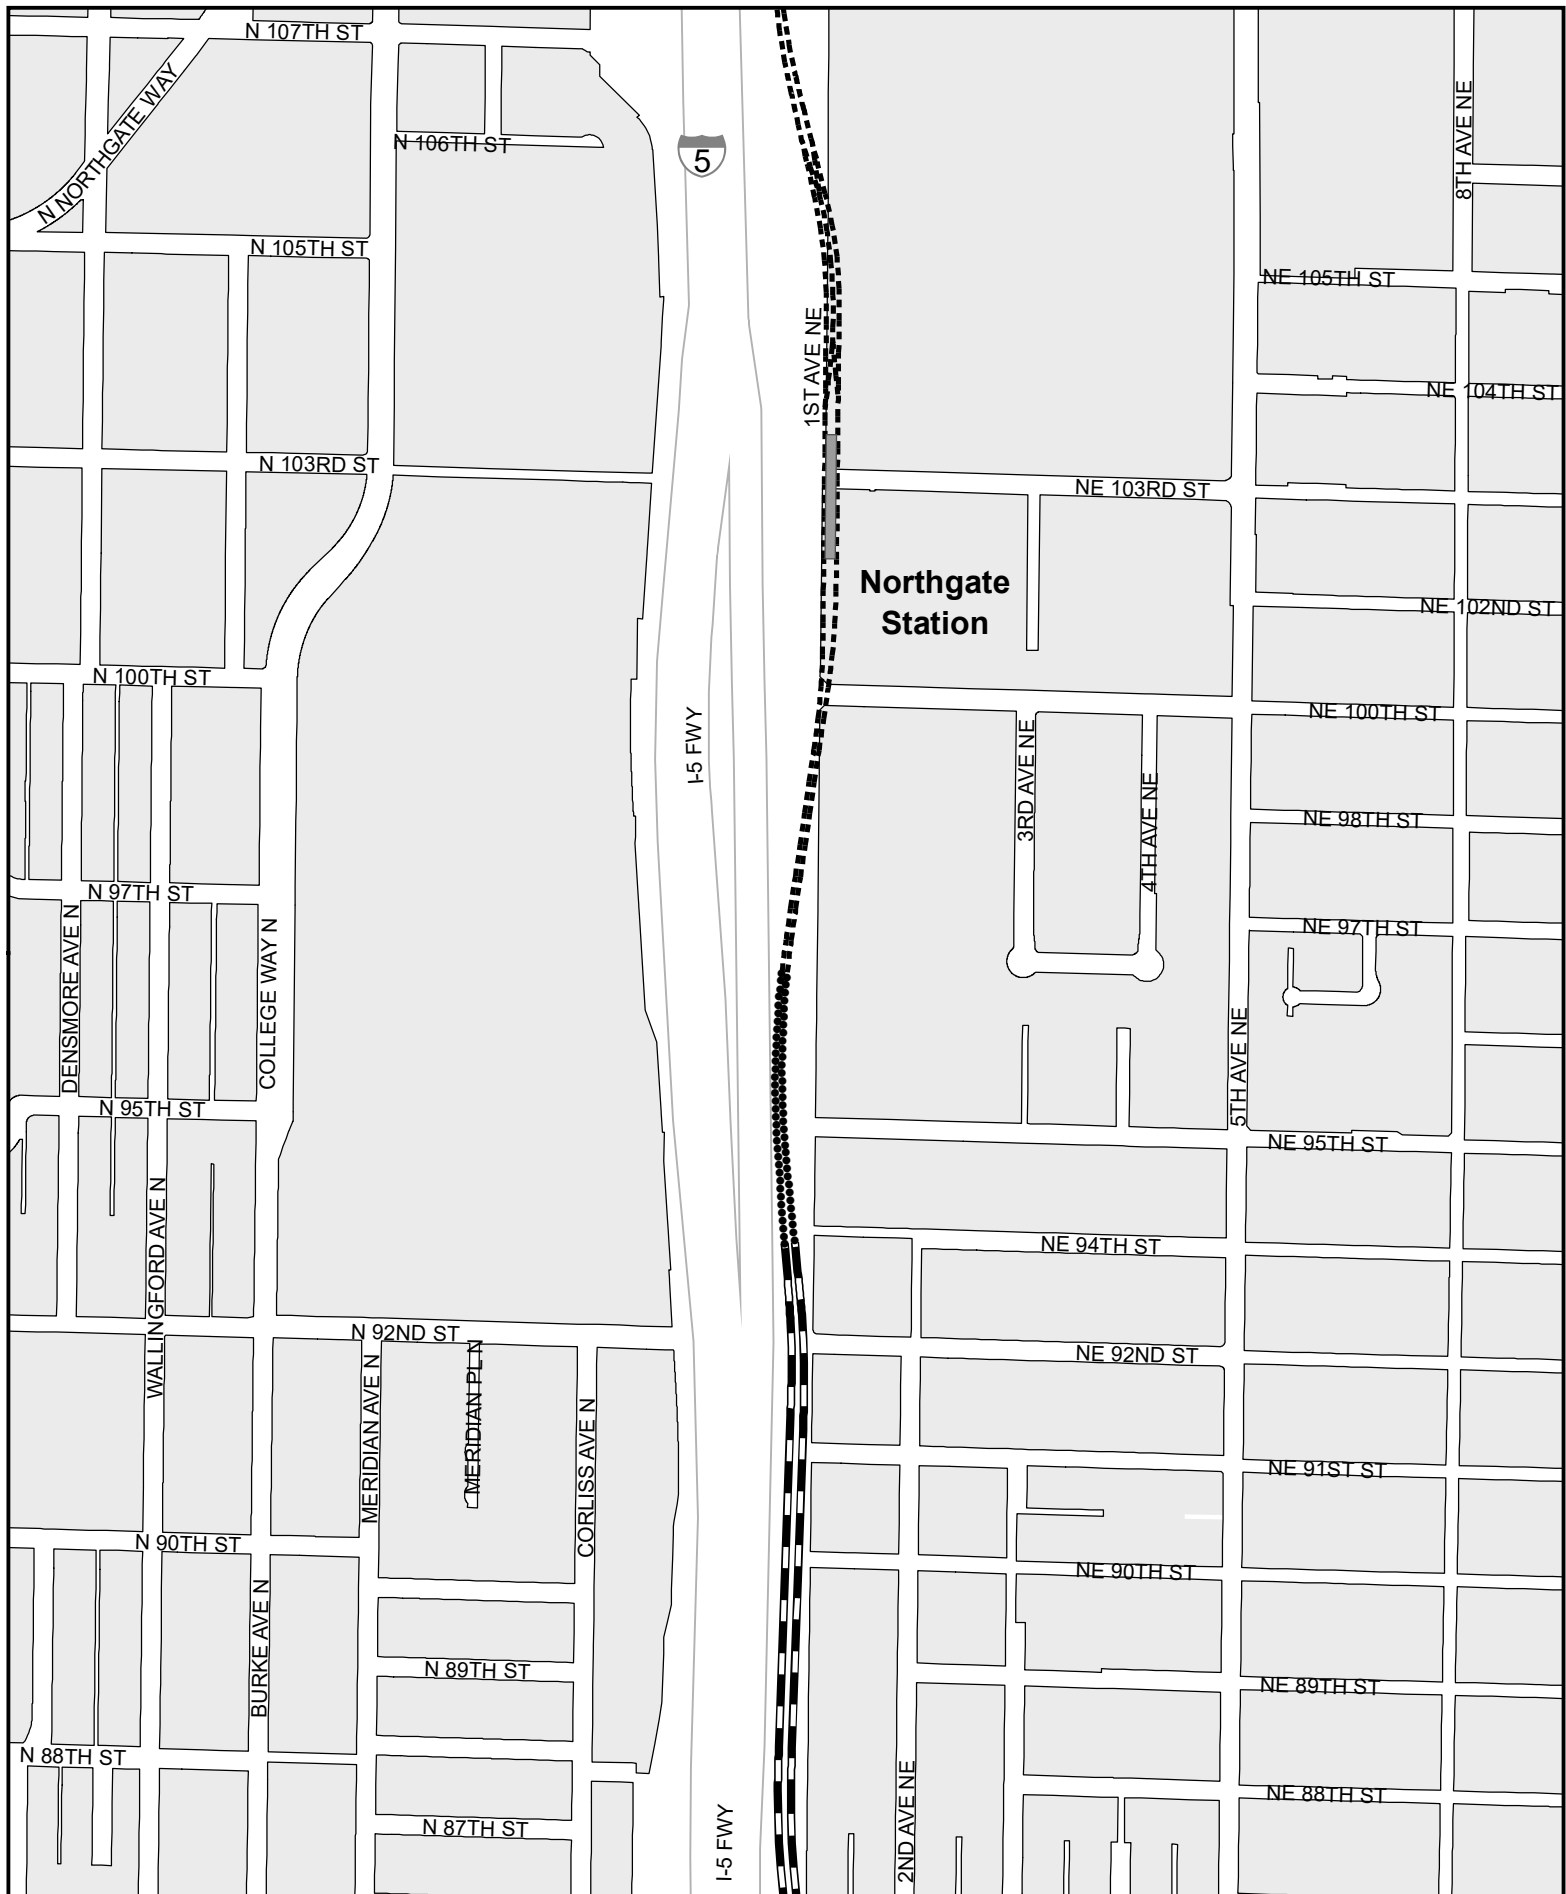 N 107TH ST
N NORTHGATE WAY
N 106TH ST
5
8TH AVE NE
N 105TH ST
NE 105TH ST
1ST AVE NE
NE 104TH ST
N 103RD ST
NE 103RD ST
Northgate
Station
NE 102ND ST
N 100TH ST
NE 100TH ST
I-5 FWY
3RD AVE NE
4TH AVE NE
NE 98TH ST
N 97TH ST
NE 97TH ST
DENSMORE AVE N
COLLEGE WAY N
5TH AVE NE
N 95TH ST
NE 95TH ST
WALLINGFORD AVE N
NE 94TH ST
N 92ND ST
NE 92ND ST
MERIDIAN AVE N
MERIDIAN PL N
CORLISS AVE N
NE 91ST ST
N 90TH ST
NE 90TH ST
BURKE AVE N
N 89TH ST
NE 89TH ST
N 88TH ST
2ND AVE NE
NE 88TH ST
N 87TH ST
I-5 FWY